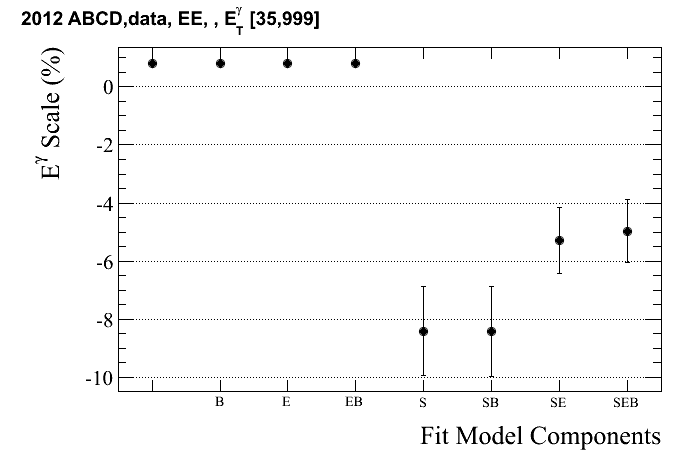 2012 ABCD,data, EE, , E_T^γ [35,999]
E^γ Scale (%)
0
-2
-4
-6
-8
-10
B E EB S SB SE SEB
Fit Model Components